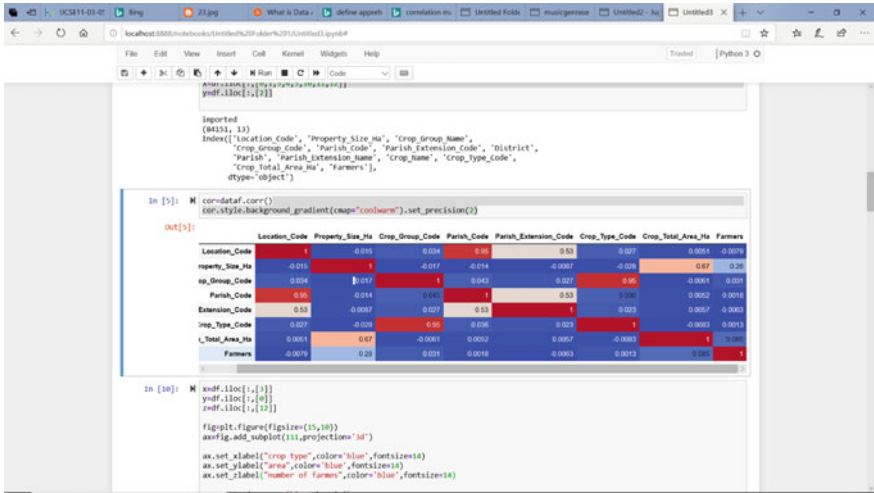 UCSE11-03-05
Bing
23.jpg
What is Data
define appreh
correlation m
Untitled Folde
musicgenrese
Untitled2 - Ju
Untitled3
localhost:8888/notebooks/Untitled%20Folder%201/Untitled3.ipynb#
File Edit View Insert Cell Kernel Widgets Help
Trusted
Python 3
Run
Code
y=df.iloc[:,[2]]
imported
(84151, 13)
Index(['Location_Code', 'Property_Size_Ha', 'Crop_Group_Name',
'Crop_Group_Code', 'Parish_Code', 'Parish_Extension_Code', 'District',
'Parish', 'Parish_Extension_Name', 'Crop_Name', 'Crop_Type_Code',
'Crop_Total_Area_Ha', 'Farmers'],
dtype='object')
In [5]:
cor=dataf.corr()
cor.style.background_gradient(cmap="coolwarm").set_precision(2)
Out[5]:
Location_Code Property_Size_Ha Crop_Group_Code Parish_Code Parish_Extension_Code Crop_Type_Code Crop_Total_Area_Ha Farmers
Location_Code 1 -0.015 0.034 0.95 0.53 0.027 0.0051 -0.0079
roperty_Size_Ha -0.015 1 -0.017 -0.014 -0.0087 -0.028 0.67 0.28
op_Group_Code 0.034 0.017 1 0.043 0.027 0.95 -0.0061 0.031
Parish_Code 0.95 -0.014 0.043 1 0.53 0.036 0.0052 0.0018
Extension_Code 0.53 -0.0087 0.027 0.53 1 0.023 0.0057 -0.0063
Crop_Type_Code 0.027 -0.028 0.95 0.036 0.023 1 -0.0083 0.0013
_Total_Area_Ha 0.0051 0.67 -0.0061 0.0052 0.0057 -0.0083 1 0.085
Farmers -0.0079 0.28 0.031 0.0018 -0.0063 0.0013 0.085 1
In [10]:
x=df.iloc[:,[3]]
y=df.iloc[:,[0]]
z=df.iloc[:,[12]]
fig=plt.figure(figsize=(15,10))
ax=fig.add_subplot(111,projection='3d')
ax.set_xlabel("crop type",color='blue',fontsize=14)
ax.set_ylabel("area",color='blue',fontsize=14)
ax.set_zlabel("number of farmes",color='blue',fontsize=14)